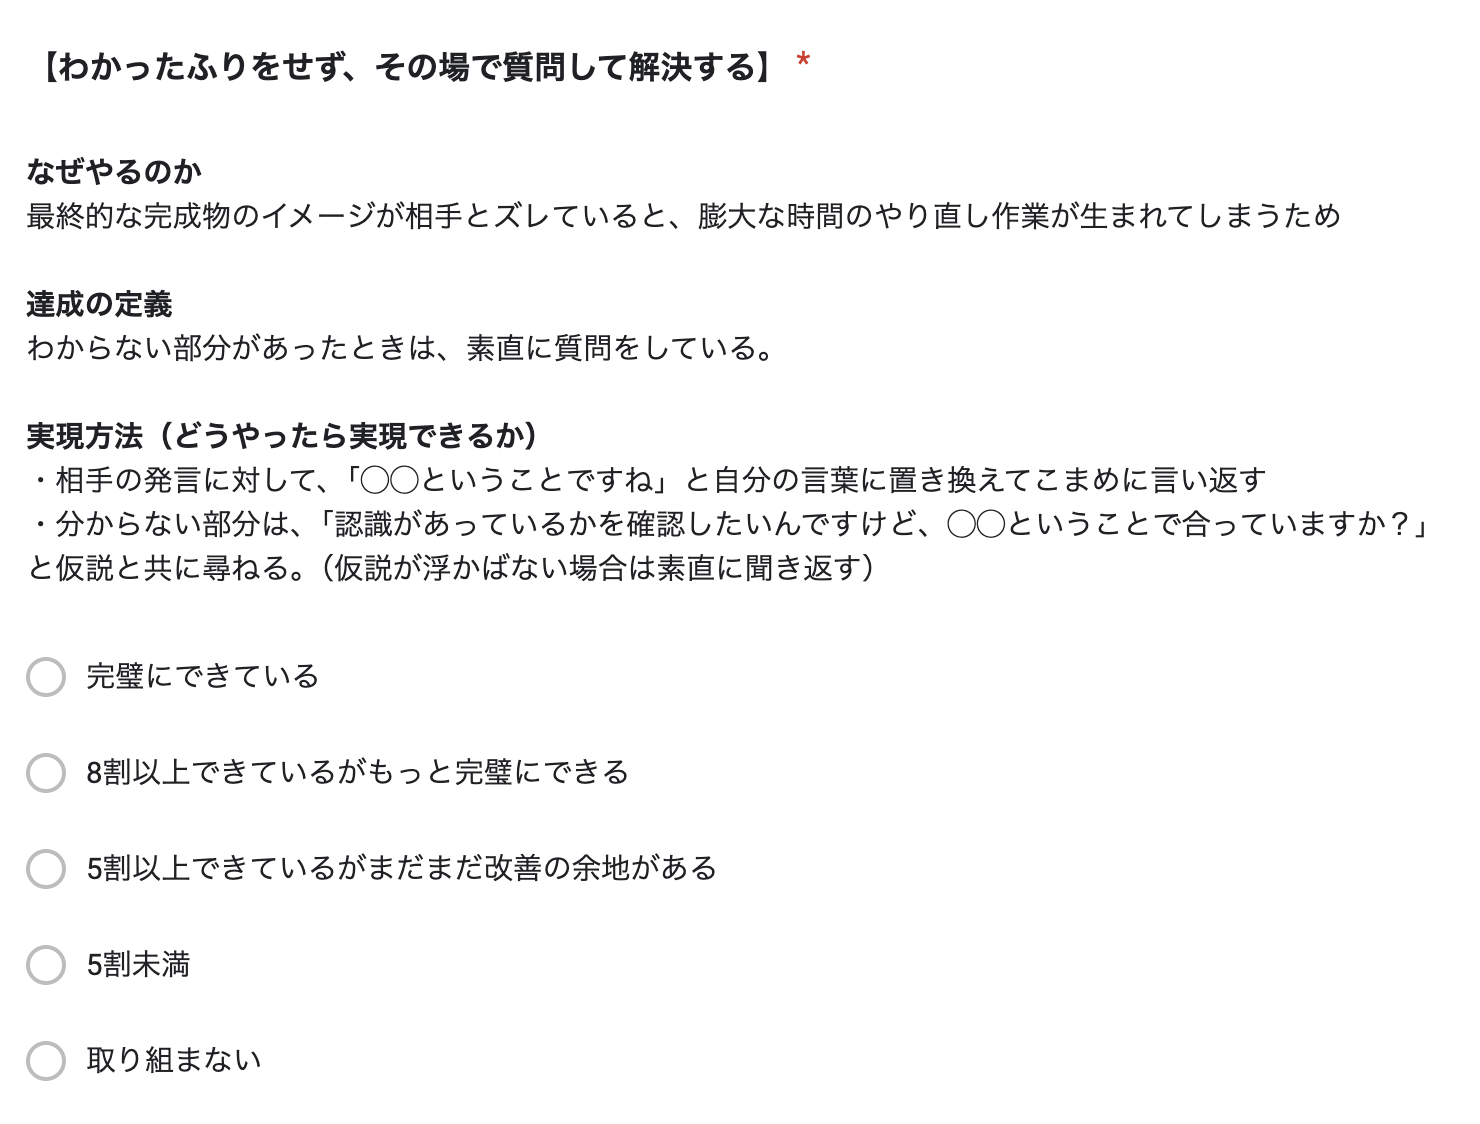 【わかったふりをせず、その場で質問して解決する】 *
なぜやるのか
最終的な完成物のイメージが相手とズレていると、膨大な時間のやり直し作業が生まれてしまうため
達成の定義
わからない部分があったときは、素直に質問をしている。
実現方法（どうやったら実現できるか）
・相手の発言に対して、「◯◯ということですね」と自分の言葉に置き換えてこまめに言い返す
・分からない部分は、「認識があっているかを確認したいんですけど、◯◯ということで合っていますか？」
と仮説と共に尋ねる。（仮説が浮かばない場合は素直に聞き返す）
完璧にできている
8割以上できているがもっと完璧にできる
5割以上できているがまだまだ改善の余地がある
5割未満
取り組まない